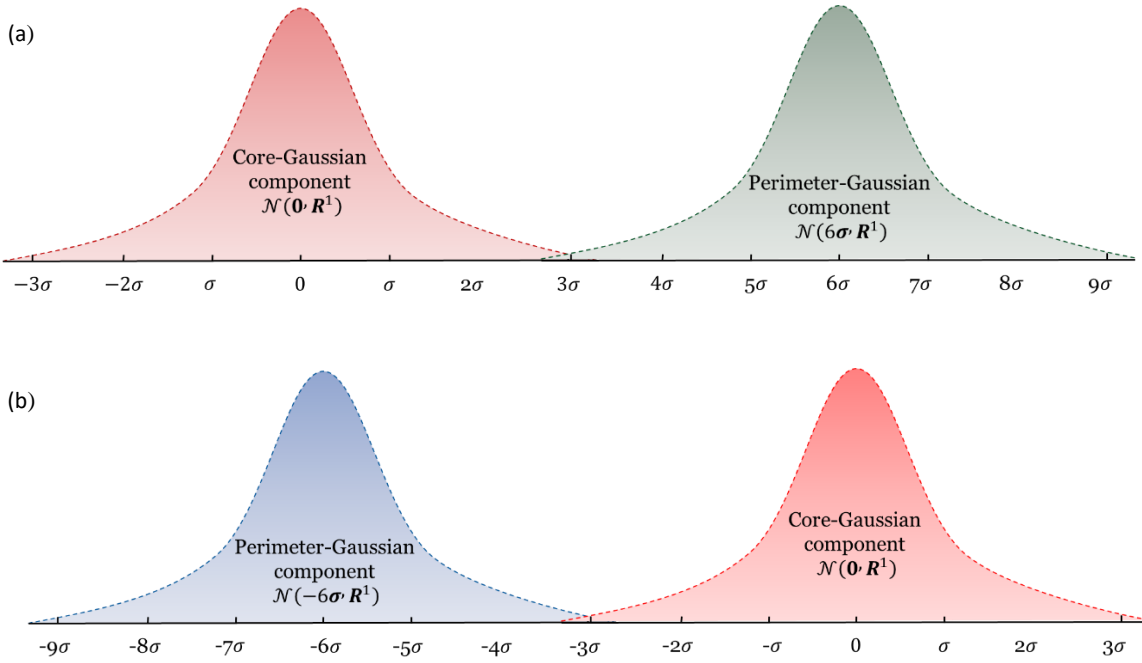 (a)
Core-Gaussian
component
𝒩(𝟎, 𝑹¹)
Perimeter-Gaussian
component
𝒩(6𝝈, 𝑹¹)
−3σ −2σ σ 0 σ 2σ 3σ 4σ 5σ 6σ 7σ 8σ 9σ
(b)
Perimeter-Gaussian
component
𝒩(−6𝝈, 𝑹¹)
Core-Gaussian
component
𝒩(𝟎, 𝑹¹)
-9σ -8σ -7σ -6σ -5σ -4σ -3σ -2σ -σ 0 σ 2σ 3σ